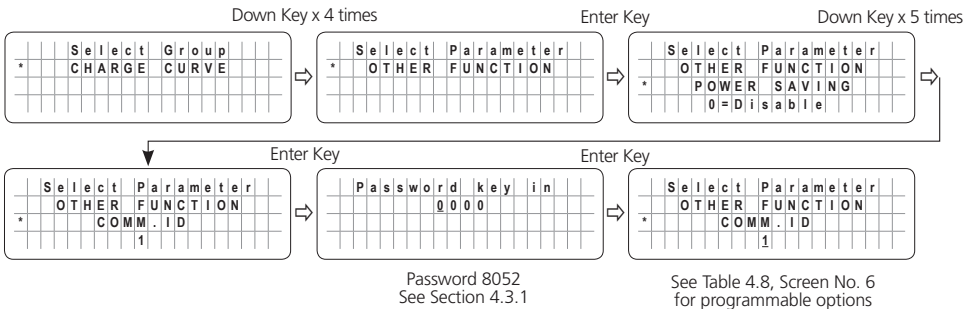 Down Key x 4 times
Enter Key
Down Key x 5 times
Select Group
* CHARGE CURVE
Select Parameter
* OTHER FUNCTION
Select Parameter
OTHER FUNCTION
* POWER SAVING
0=Disable
Enter Key
Enter Key
Select Parameter
OTHER FUNCTION
* COMM.ID
1
Password key in
0000
Select Parameter
OTHER FUNCTION
* COMM.ID
1
Password 8052
See Section 4.3.1
See Table 4.8, Screen No. 6
for programmable options